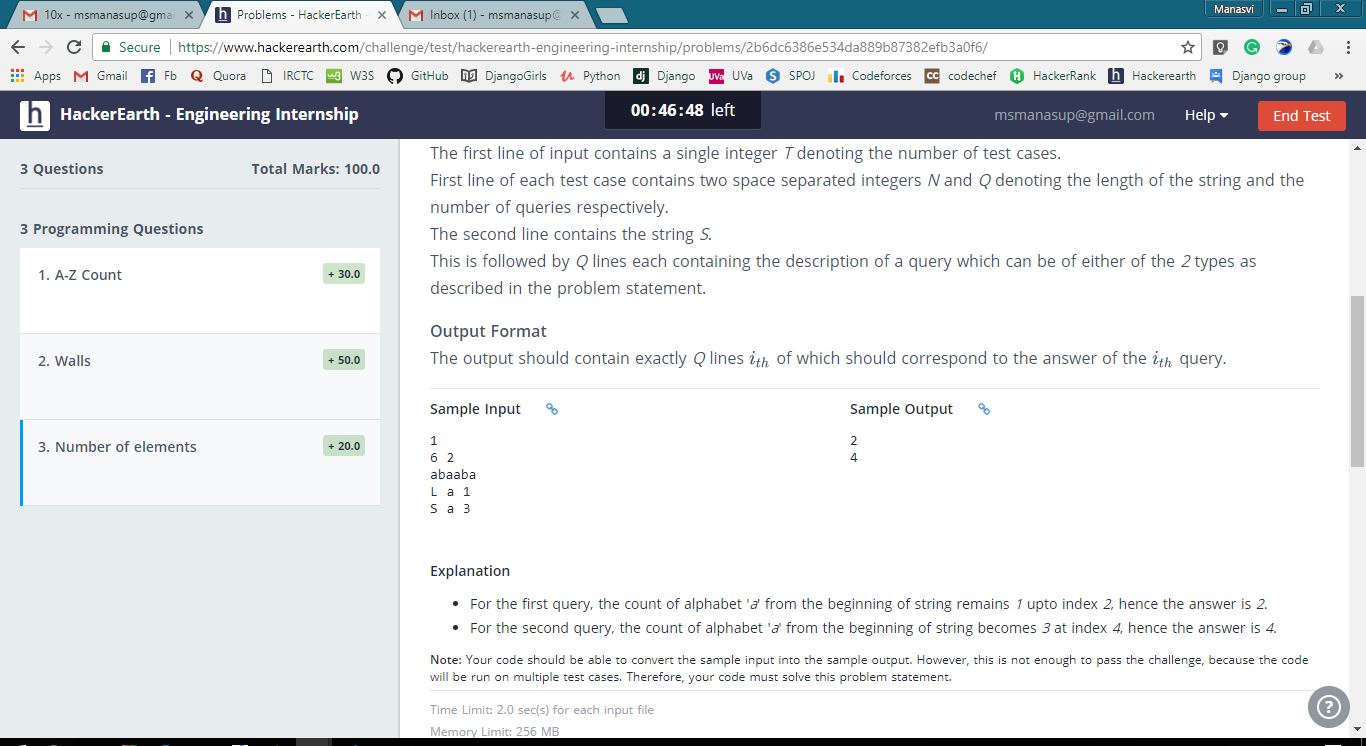 10x - msmanasup@gmai
Problems - HackerEarth -
Inbox (1) - msmanasup@
Manasvi
Secure
https://www.hackerearth.com/challenge/test/hackerearth-engineering-internship/problems/2b6dc6386e534da889b87382efb3a0f6/
Apps Gmail Fb Quora IRCTC W3S GitHub DjangoGirls Python Django UVa SPOJ Codeforces codechef HackerRank Hackerearth Django group »
HackerEarth - Engineering Internship
00:46:48 left
msmanasup@gmail.com
Help
End Test
3 Questions Total Marks: 100.0
3 Programming Questions
1. A-Z Count + 30.0
2. Walls + 50.0
3. Number of elements + 20.0
The first line of input contains a single integer T denoting the number of test cases.
First line of each test case contains two space separated integers N and Q denoting the length of the string and the
number of queries respectively.
The second line contains the string S.
This is followed by Q lines each containing the description of a query which can be of either of the 2 types as
described in the problem statement.
Output Format
The output should contain exactly Q lines ith of which should correspond to the answer of the ith query.
Sample Input
1
6 2
abaaba
L a 1
S a 3
Sample Output
2
4
Explanation
• For the first query, the count of alphabet 'a' from the beginning of string remains 1 upto index 2, hence the answer is 2.
• For the second query, the count of alphabet 'a' from the beginning of string becomes 3 at index 4, hence the answer is 4.
Note: Your code should be able to convert the sample input into the sample output. However, this is not enough to pass the challenge, because the code
will be run on multiple test cases. Therefore, your code must solve this problem statement.
Time Limit: 2.0 sec(s) for each input file
Memory Limit: 256 MB